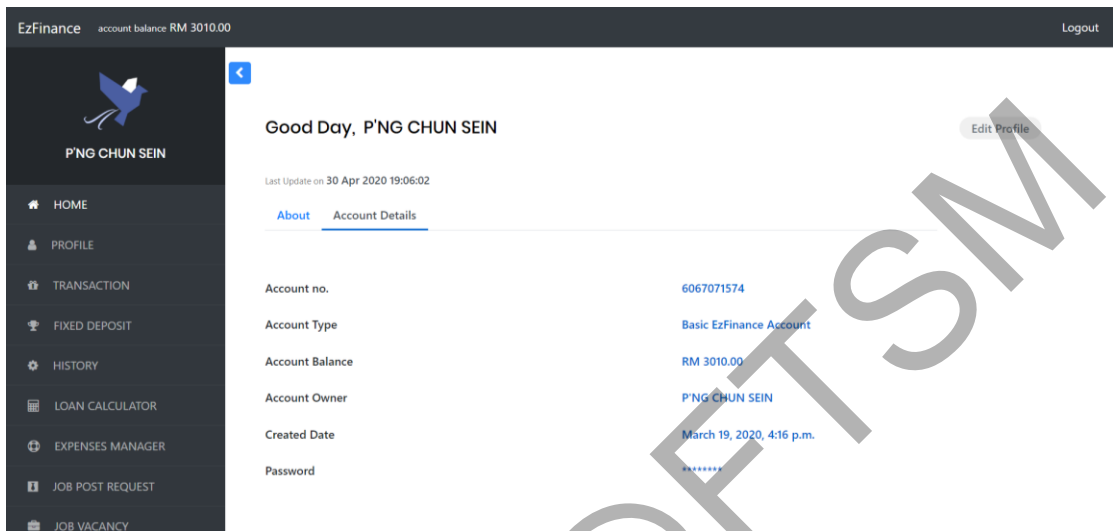 EzFinance account balance RM 3010.00 Logout
P'NG CHUN SEIN
HOME
PROFILE
TRANSACTION
FIXED DEPOSIT
HISTORY
LOAN CALCULATOR
EXPENSES MANAGER
JOB POST REQUEST
JOB VACANCY
Good Day, P'NG CHUN SEIN
Edit Profile
Last Update on 30 Apr 2020 19:06:02
About Account Details
Account no. 6067071574
Account Type Basic EzFinance Account
Account Balance RM 3010.00
Account Owner P'NG CHUN SEIN
Created Date March 19, 2020, 4:16 p.m.
Password ********
FTSM